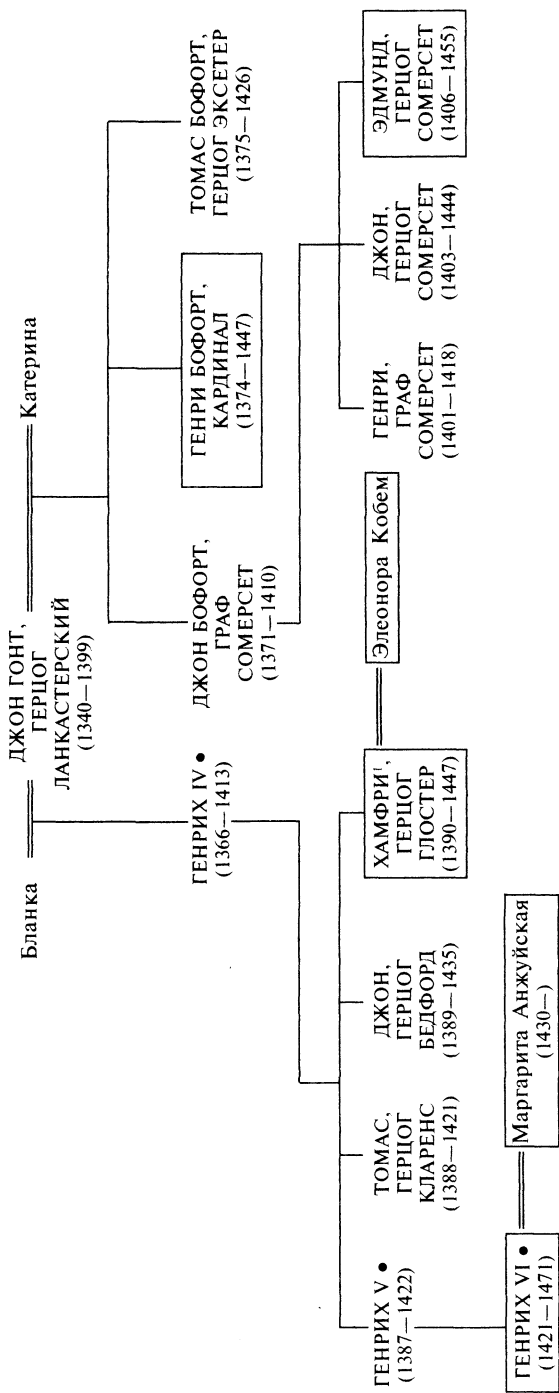 Бланка
ДЖОН ГОНТ,
ГЕРЦОГ
ЛАНКАСТЕРСКИЙ
(1340—1399)
Катерина
ГЕНРИХ IV ●
(1366—1413)
ДЖОН БОФОРТ,
ГРАФ
СОМЕРСЕТ
(1371—1410)
ГЕНРИ БОФОРТ,
КАРДИНАЛ
(1374—1447)
ТОМАС БОФОРТ,
ГЕРЦОГ ЭКСЕТЕР
(1375—1426)
ГЕНРИХ V ●
(1387—1422)
ТОМАС,
ГЕРЦОГ
КЛАРЕНС
(1388—1421)
ДЖОН,
ГЕРЦОГ
БЕДФОРД
(1389—1435)
ХАМФРИ¹,
ГЕРЦОГ
ГЛОСТЕР
(1390—1447)
Элеонора Кобем
ГЕНРИ,
ГРАФ
СОМЕРСЕТ
(1401—1418)
ДЖОН,
ГЕРЦОГ
СОМЕРСЕТ
(1403—1444)
ЭДМУНД,
ГЕРЦОГ
СОМЕРСЕТ
(1406—1455)
ГЕНРИХ VI ●
(1421—1471)
Маргарита Анжуйская
(1430—)